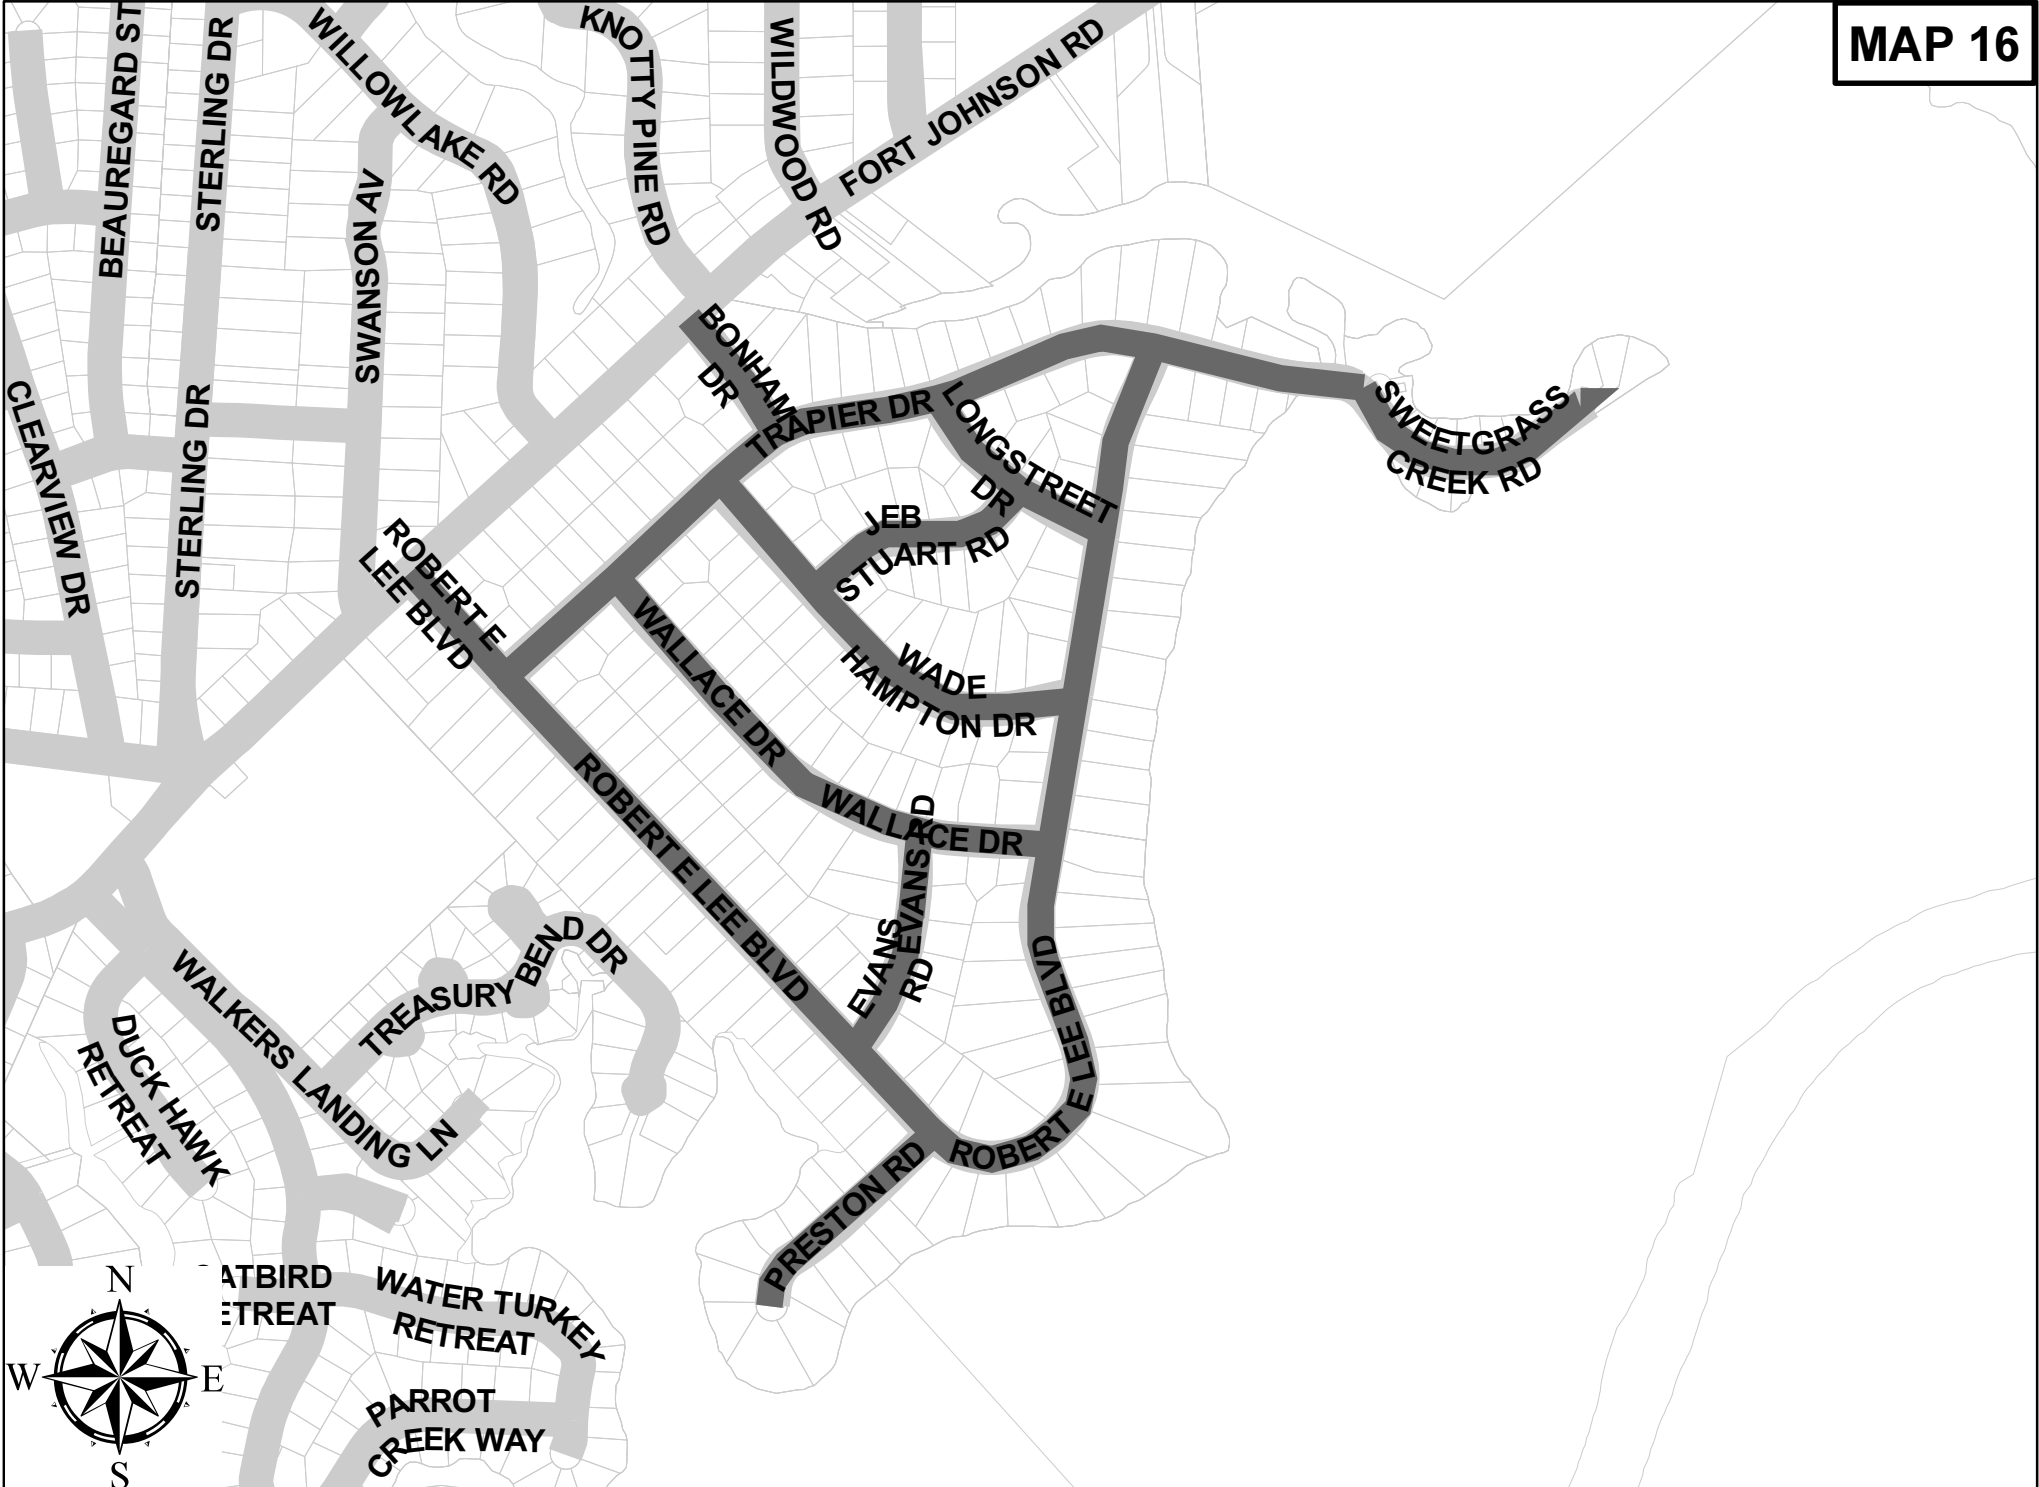 MAP 16
BEAUREGARD ST
STERLING DR
WILLOWLAKE RD
KNOTTY PINE RD
WILDWOOD RD
FORT JOHNSON RD
SWANSON AV
BONHAM
DR
CLEARVIEW DR
STERLING DR
TRAPIER DR
LONGSTREET
DR
SWEETGRASS
CREEK RD
JEB
STUART RD
ROBERT E
LEE BLVD
WALLACE DR
WADE
HAMPTON DR
ROBERT E LEE BLVD
WALLACE DR
EVANS RD
EVANS
RD
ROBERT E LEE BLVD
WALKERS LANDING LN
TREASURY BEND DR
DUCK HAWK
RETREAT
PRESTON RD
ATBIRD
ETREAT
WATER TURKEY
RETREAT
PARROT
CREEK WAY
N
W
E
S